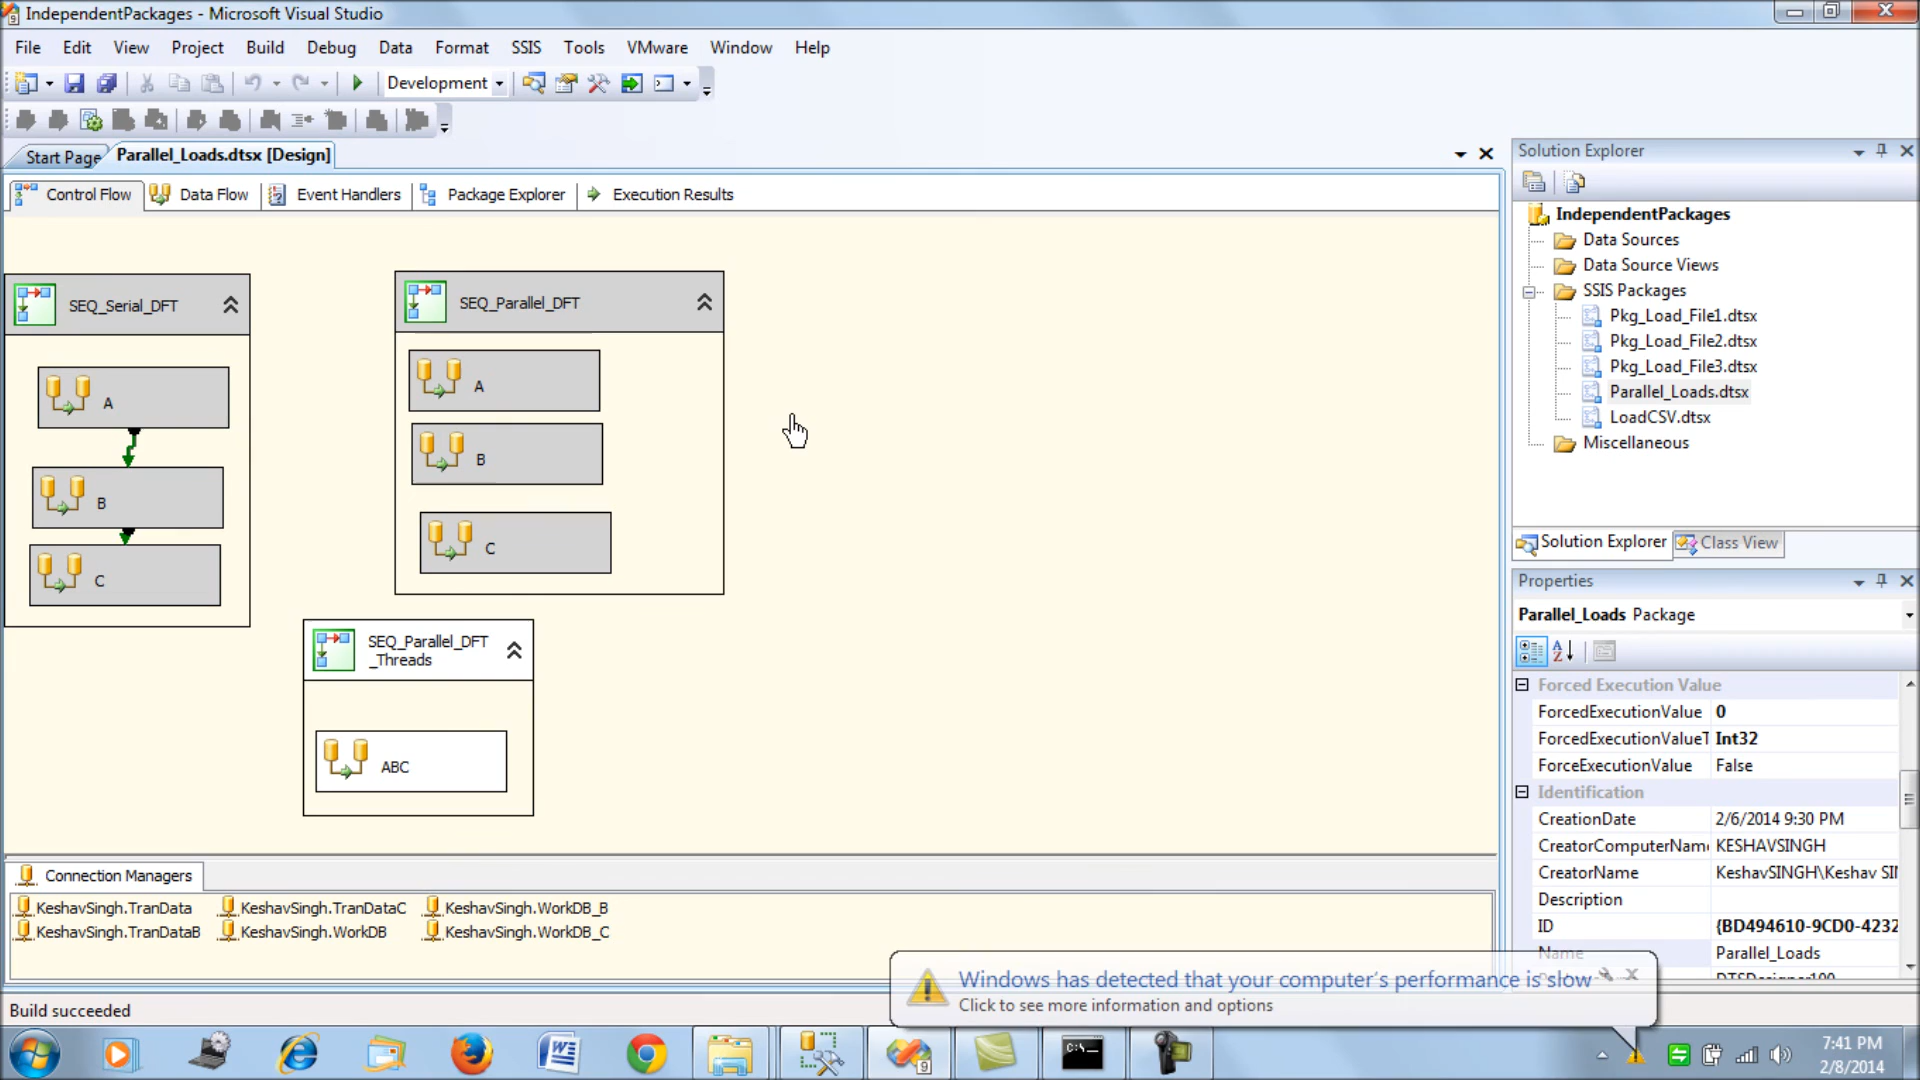 IndependentPackages - Microsoft Visual Studio
File Edit View Project Build Debug Data Format SSIS Tools VMware Window Help
Development
Start Page Parallel_Loads.dtsx [Design]
Control Flow Data Flow Event Handlers Package Explorer Execution Results
SEQ_Serial_DFT
A
B
C
SEQ_Parallel_DFT
A
B
C
SEQ_Parallel_DFT
_Threads
ABC
Connection Managers
KeshavSingh.TranData KeshavSingh.TranDataC KeshavSingh.WorkDB_B
KeshavSingh.TranDataB KeshavSingh.WorkDB KeshavSingh.WorkDB_C
Build succeeded
Solution Explorer
IndependentPackages
Data Sources
Data Source Views
SSIS Packages
Pkg_Load_File1.dtsx
Pkg_Load_File2.dtsx
Pkg_Load_File3.dtsx
Parallel_Loads.dtsx
LoadCSV.dtsx
Miscellaneous
Solution Explorer Class View
Properties
Parallel_Loads Package
Forced Execution Value
ForcedExecutionValue 0
ForcedExecutionValueT Int32
ForceExecutionValue False
Identification
CreationDate 2/6/2014 9:30 PM
CreatorComputerName KESHAVSINGH
CreatorName KeshavSINGH\Keshav SI
Description
ID {BD494610-9CD0-4232
Name Parallel_Loads
Windows has detected that your computer's performance is slow
Click to see more information and options
C:\
9
7:41 PM
2/8/2014